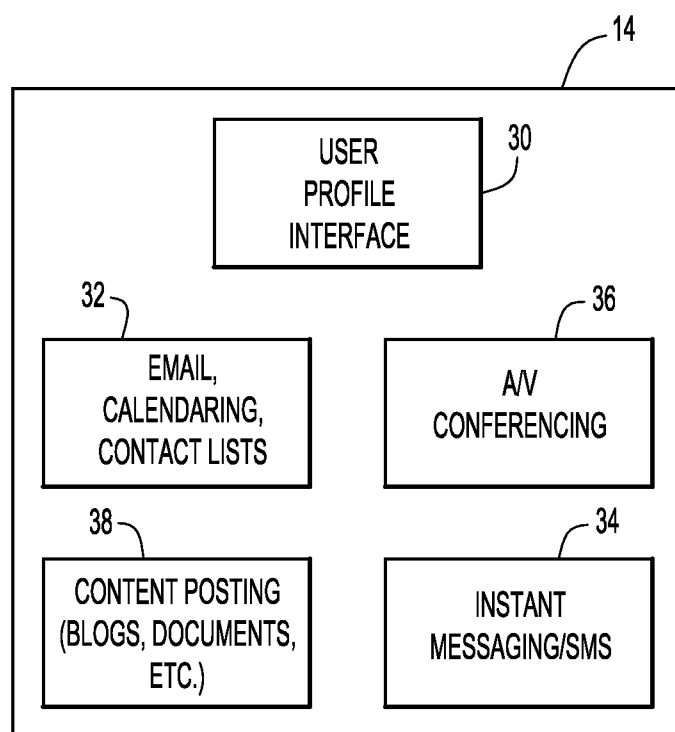 14
30
USER
PROFILE
INTERFACE
32
EMAIL,
CALENDARING,
CONTACT LISTS
36
A/V
CONFERENCING
38
CONTENT POSTING
(BLOGS, DOCUMENTS,
ETC.)
34
INSTANT
MESSAGING/SMS